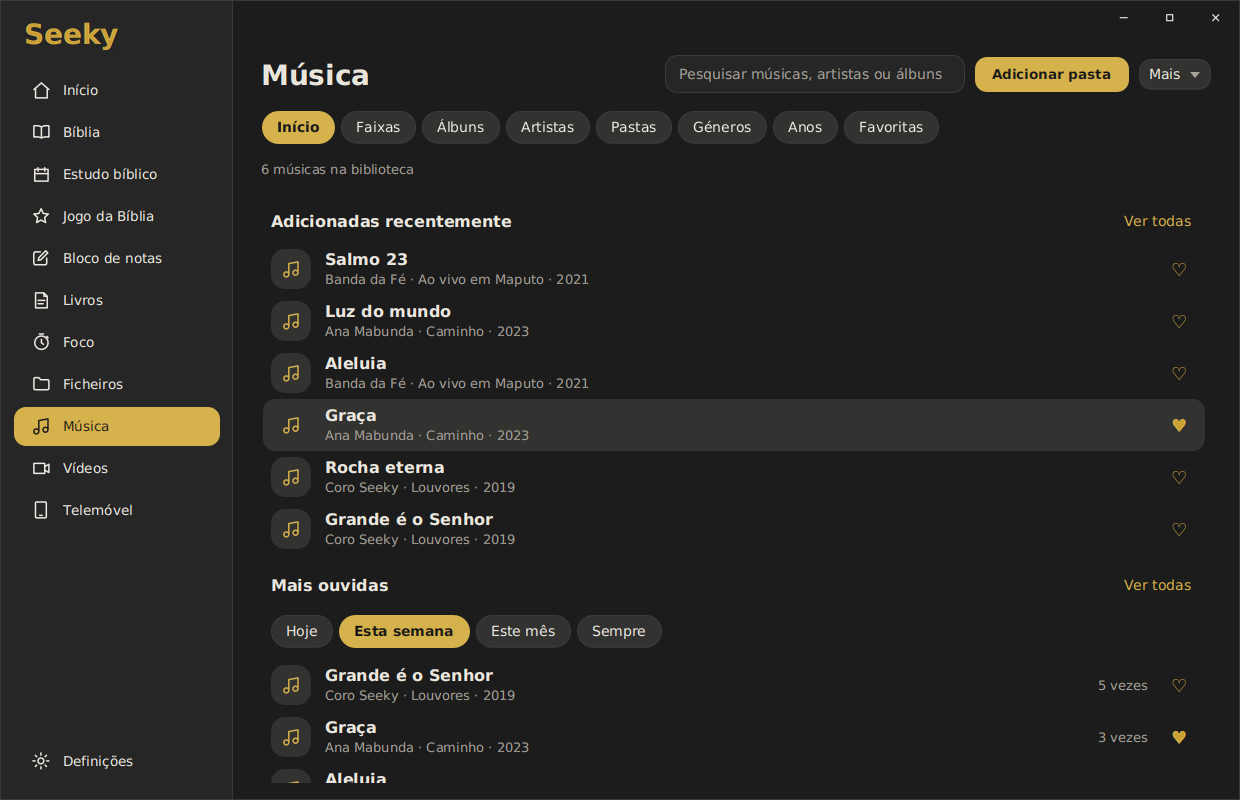 Seeky
Início
Bíblia
Estudo bíblico
Jogo da Bíblia
Bloco de notas
Livros
Foco
Ficheiros
Música
Vídeos
Telemóvel
Definições
Música
Pesquisar músicas, artistas ou álbuns
Adicionar pasta
Mais
Início Faixas Álbuns Artistas Pastas Géneros Anos Favoritas
6 músicas na biblioteca
Adicionadas recentemente Ver todas
Salmo 23
Banda da Fé · Ao vivo em Maputo · 2021
Luz do mundo
Ana Mabunda · Caminho · 2023
Aleluia
Banda da Fé · Ao vivo em Maputo · 2021
Graça
Ana Mabunda · Caminho · 2023
Rocha eterna
Coro Seeky · Louvores · 2019
Grande é o Senhor
Coro Seeky · Louvores · 2019
Mais ouvidas Ver todas
Hoje Esta semana Este mês Sempre
Grande é o Senhor
Coro Seeky · Louvores · 2019
5 vezes
Graça
Ana Mabunda · Caminho · 2023
3 vezes
Aleluia